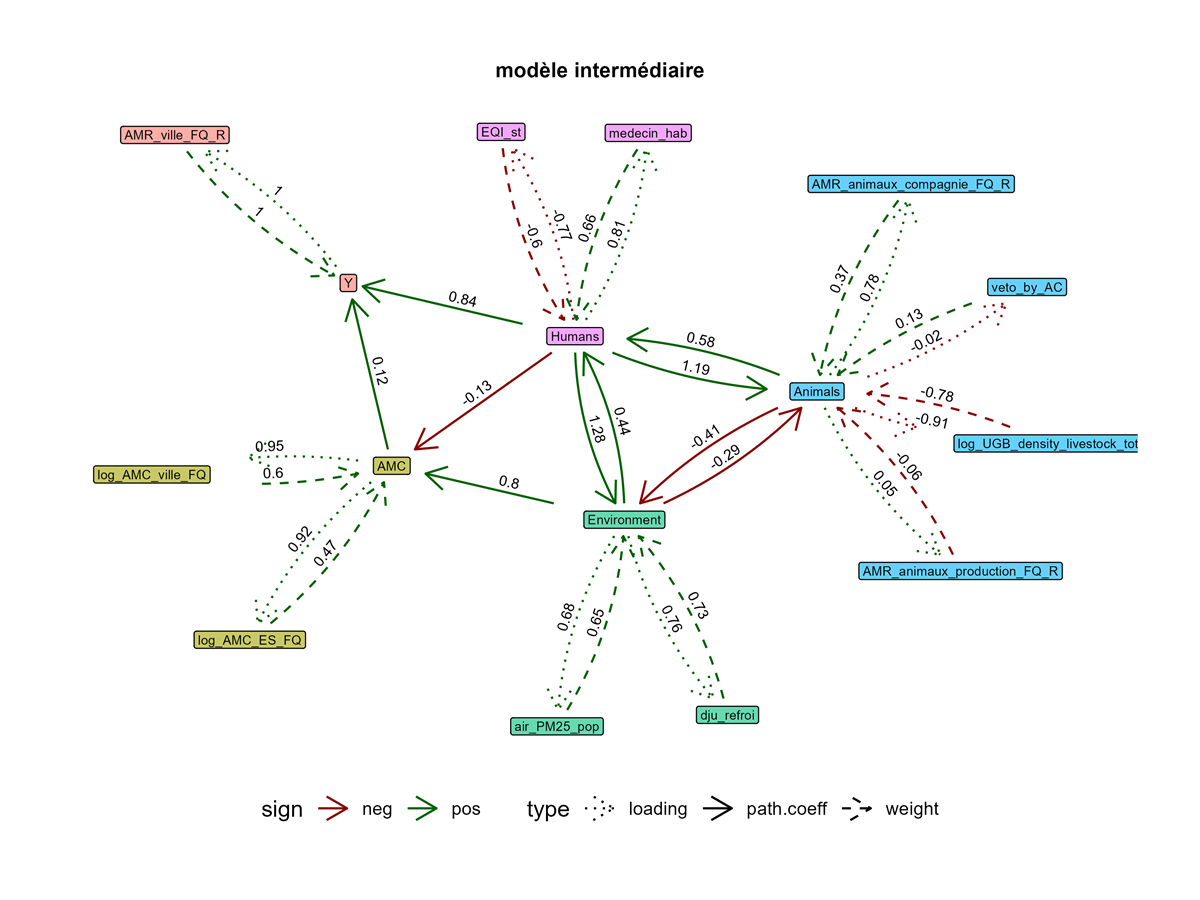 modèle intermédiaire
AMR_ville_FQ_R
EQI_st
medecin_hab
AMR_animaux_compagnie_FQ_R
1
1
-0.6
-0.77
0.66
0.81
0.37
0.78
Y
veto_by_AC
0.84
0.13
-0.02
Humans
0.58
1.19
0.12
-0.13
Animals
-0.78
-0.91
1.28
0.44
-0.41
-0.29
log_UGB_density_livestock_tot
0.95
0.6
log_AMC_ville_FQ
AMC
0.8
-0.06
0.05
Environment
0.92
0.47
AMR_animaux_production_FQ_R
0.68
0.65
0.76
0.73
log_AMC_ES_FQ
air_PM25_pop
dju_refroi
sign neg pos type loading path.coeff weight